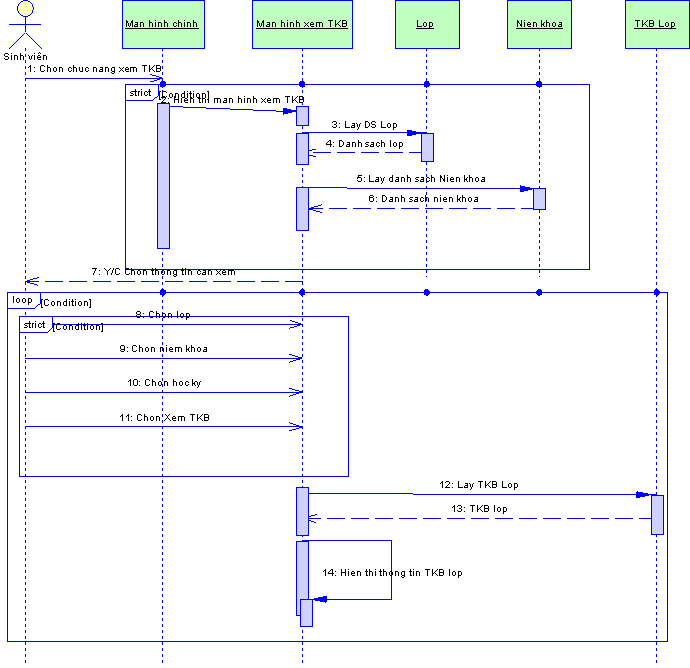 Man hinh chinh
Man hinh xem TKB
Lop
Nien khoa
TKB Lop
Sinh viên
1: Chon chuc nang xem TKB
strict
[Condition]
2: Hien thi man hinh xem TKB
3: Lay DS Lop
4: Danh sach lop
5: Lay danh sach Nien khoa
6: Danh sach nien khoa
7: Y/C Chon thong tin can xem
loop
[Condition]
8: Chon lop
strict
[Condition]
9: Chon niem khoa
10: Chon hoc ky
11: Chon Xem TKB
12: Lay TKB Lop
13: TKB lop
14: Hien thi thong tin TKB lop